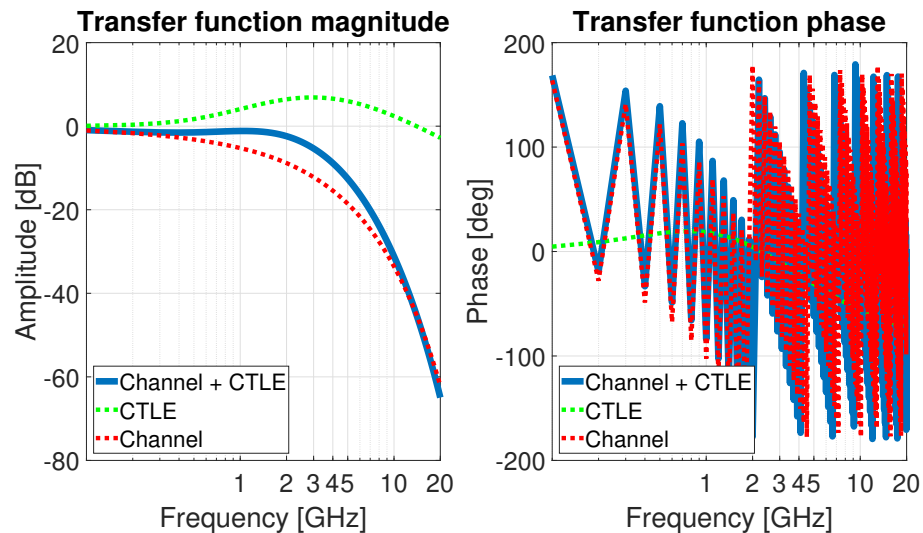 Transfer function magnitude
Amplitude [dB]
20
0
-20
-40
-60
-80
Channel + CTLE
CTLE
Channel
1 2 3 4 5 10 20
Frequency [GHz]
Transfer function phase
Phase [deg]
200
100
0
-100
-200
Channel + CTLE
CTLE
Channel
1 2 3 4 5 10 20
Frequency [GHz]